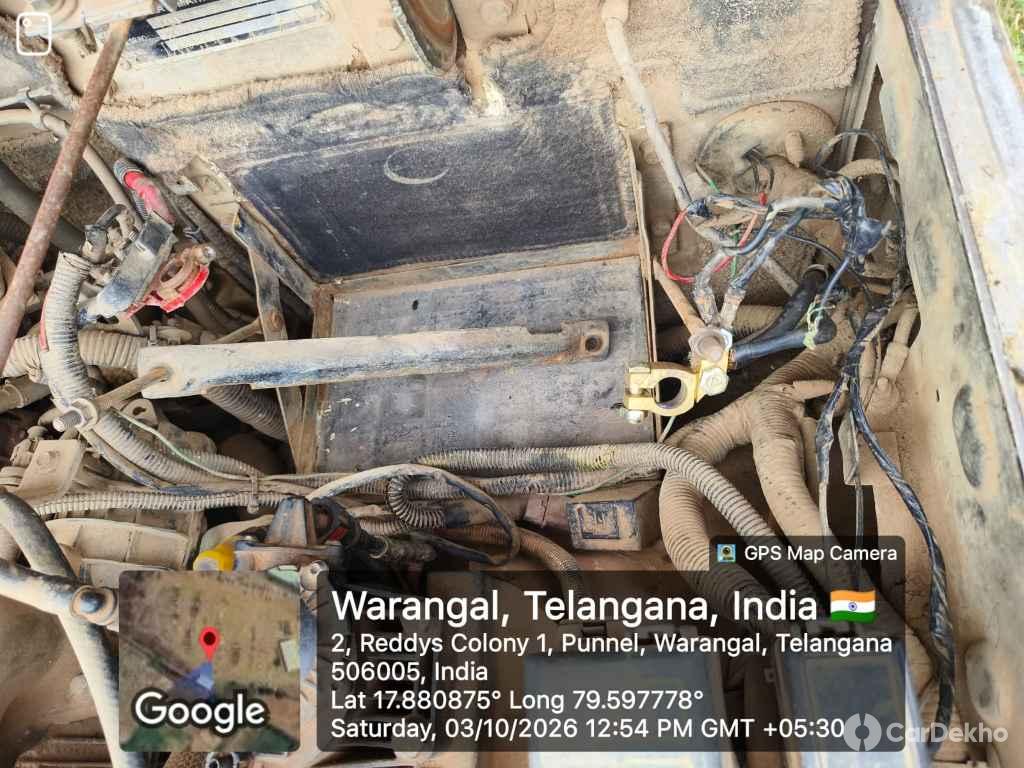 GPS Map Camera
Warangal, Telangana, India
2, Reddys Colony 1, Punnel, Warangal, Telangana
506005, India
Lat 17.880875° Long 79.597778°
Saturday, 03/10/2026 12:54 PM GMT +05:30
Google
CarDekho